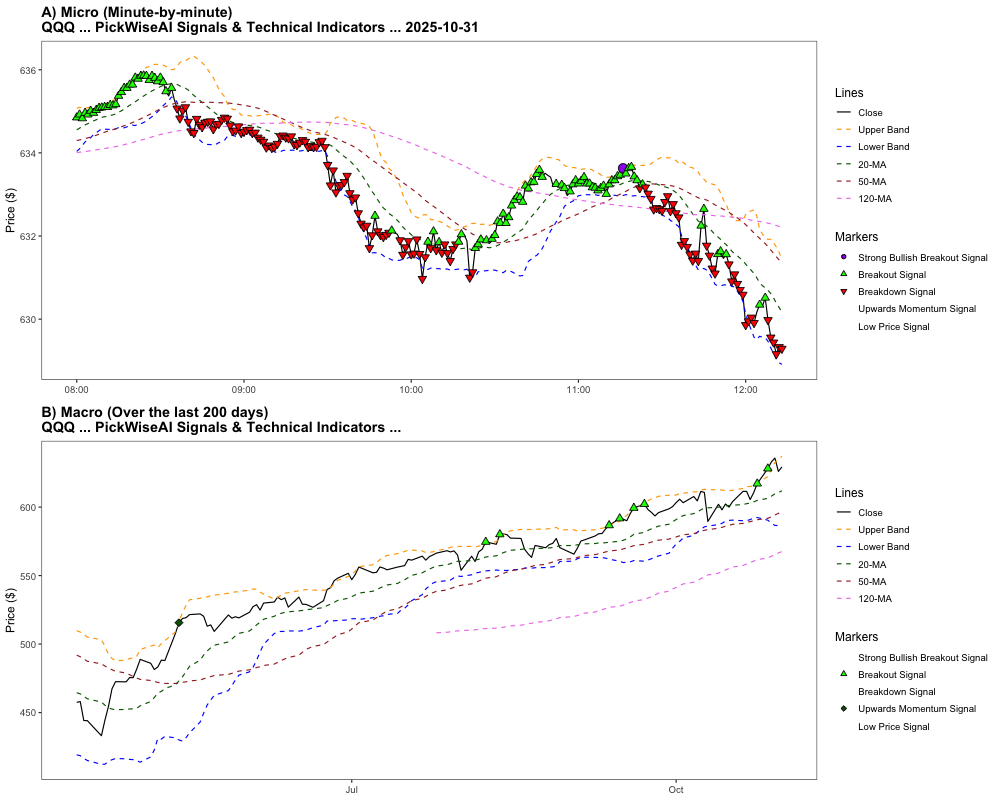 A) Micro (Minute-by-minute)
QQQ ... PickWiseAI Signals & Technical Indicators ... 2025-10-31
Price ($)
636
634
632
630
08:00
09:00
10:00
11:00
12:00
Lines
Close
Upper Band
Lower Band
20-MA
50-MA
120-MA
Markers
Strong Bullish Breakout Signal
Breakout Signal
Breakdown Signal
Upwards Momentum Signal
Low Price Signal
B) Macro (Over the last 200 days)
QQQ ... PickWiseAI Signals & Technical Indicators ...
Price ($)
600
550
500
450
Jul
Oct
Lines
Close
Upper Band
Lower Band
20-MA
50-MA
120-MA
Markers
Strong Bullish Breakout Signal
Breakout Signal
Breakdown Signal
Upwards Momentum Signal
Low Price Signal